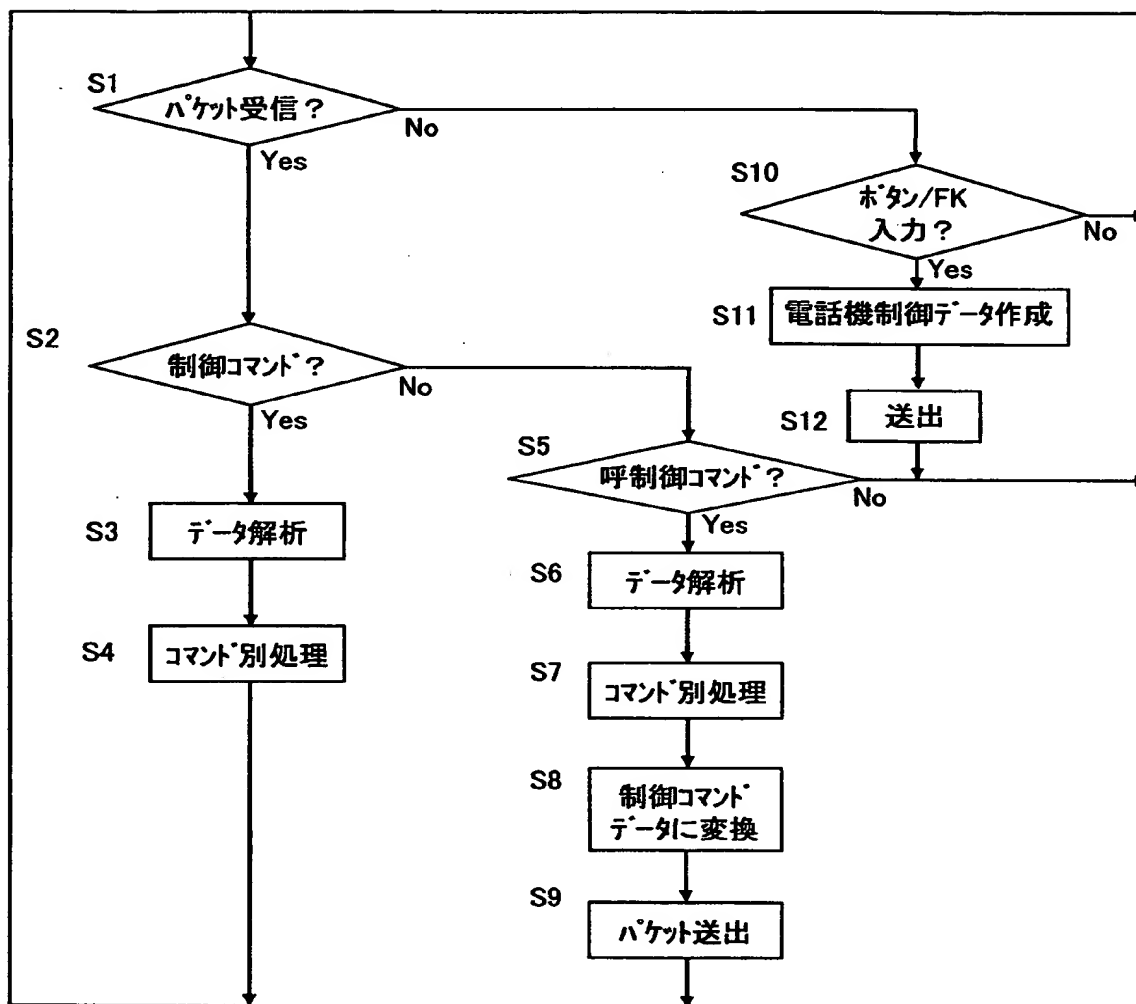 S1
パケット受信?
No
Yes
S10
ボタン/FK
入力?
No
Yes
S11
電話機制御データ作成
S12
送出
S2
制御コマンド?
No
Yes
S5
呼制御コマンド?
No
Yes
S3
データ解析
S4
コマンド別処理
S6
データ解析
S7
コマンド別処理
S8
制御コマンド
データに変換
S9
パケット送出